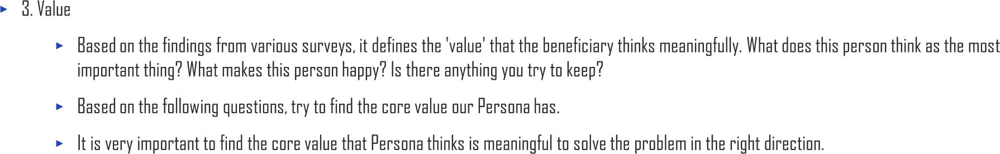 ▸ 3. Value
▸ Based on the findings from various surveys, it defines the 'value' that the beneficiary thinks meaningfully. What does this person think as the most
important thing? What makes this person happy? Is there anything you try to keep?
▸ Based on the following questions, try to find the core value our Persona has.
▸ It is very important to find the core value that Persona thinks is meaningful to solve the problem in the right direction.